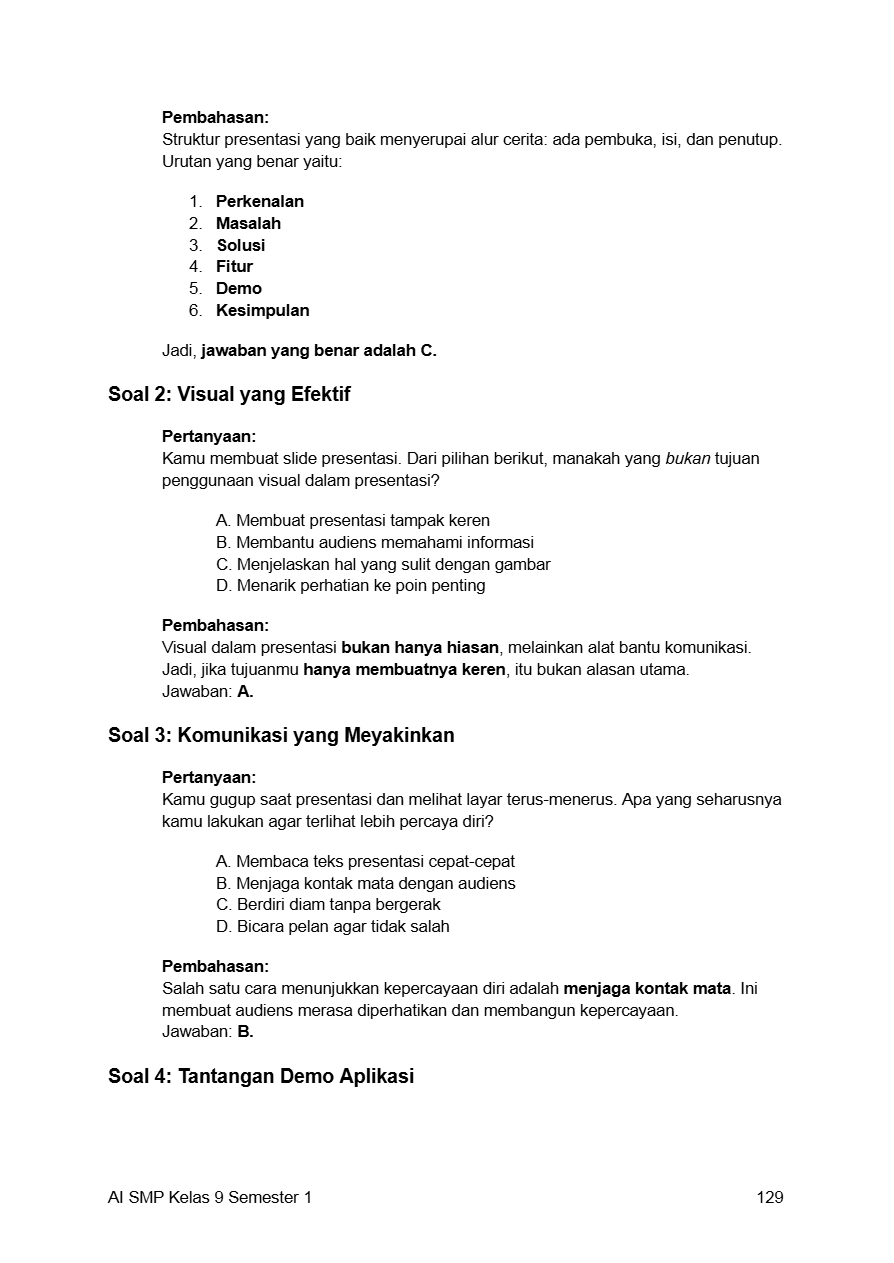 Pembahasan:
Struktur presentasi yang baik menyerupai alur cerita: ada pembuka, isi, dan penutup.
Urutan yang benar yaitu:
1. Perkenalan
2. Masalah
3. Solusi
4. Fitur
5. Demo
6. Kesimpulan
Jadi, jawaban yang benar adalah C.
Soal 2: Visual yang Efektif
Pertanyaan:
Kamu membuat slide presentasi. Dari pilihan berikut, manakah yang bukan tujuan
penggunaan visual dalam presentasi?
A. Membuat presentasi tampak keren
B. Membantu audiens memahami informasi
C. Menjelaskan hal yang sulit dengan gambar
D. Menarik perhatian ke poin penting
Pembahasan:
Visual dalam presentasi bukan hanya hiasan, melainkan alat bantu komunikasi.
Jadi, jika tujuanmu hanya membuatnya keren, itu bukan alasan utama.
Jawaban: A.
Soal 3: Komunikasi yang Meyakinkan
Pertanyaan:
Kamu gugup saat presentasi dan melihat layar terus-menerus. Apa yang seharusnya
kamu lakukan agar terlihat lebih percaya diri?
A. Membaca teks presentasi cepat-cepat
B. Menjaga kontak mata dengan audiens
C. Berdiri diam tanpa bergerak
D. Bicara pelan agar tidak salah
Pembahasan:
Salah satu cara menunjukkan kepercayaan diri adalah menjaga kontak mata. Ini
membuat audiens merasa diperhatikan dan membangun kepercayaan.
Jawaban: B.
Soal 4: Tantangan Demo Aplikasi
AI SMP Kelas 9 Semester 1 129